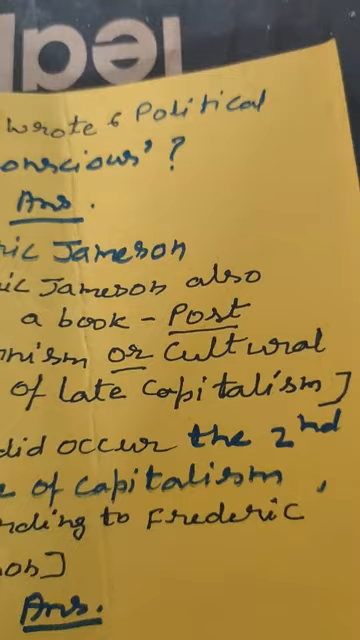 wrote 'Political
onscious'?
Ans.
ric Jameson
ic Jameson also
a book - Post
nism or Cultural
of late Capitalism]
did occur the 2nd
e of Capitalism,
rding to Frederic
son]
Ans.